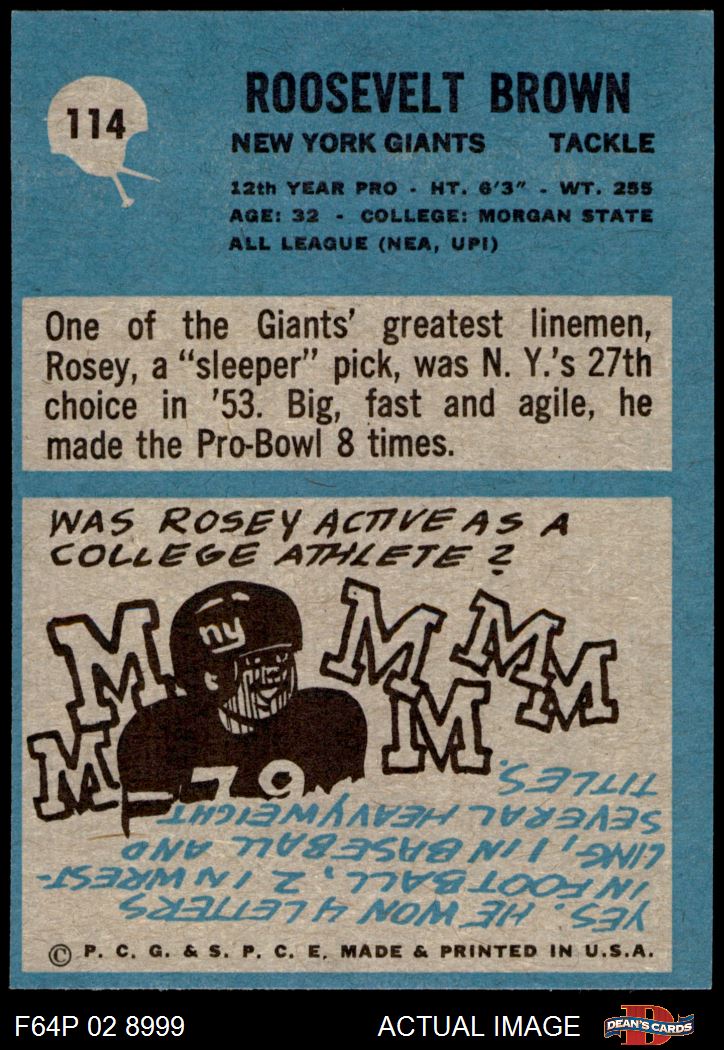 114
ROOSEVELT BROWN
NEW YORK GIANTS TACKLE
12th YEAR PRO - HT. 6'3" - WT. 255
AGE: 32 - COLLEGE: MORGAN STATE
ALL LEAGUE (NEA, UPI)
One of the Giants' greatest linemen,
Rosey, a "sleeper" pick, was N. Y.'s 27th
choice in '53. Big, fast and agile, he
made the Pro-Bowl 8 times.
WAS ROSEY ACTIVE AS A
COLLEGE ATHLETE?
M M M M M M
ny
79
YES. HE WON 4 LETTERS
IN FOOTBALL, 2 IN WREST-
LING, 1 IN BASEBALL AND
SEVERAL HEAVYWEIGHT
TITLES.
© P. C. G. & S. P. C. E. MADE & PRINTED IN U.S.A.
F64P 02 8999 ACTUAL IMAGE D DEAN'S CARDS